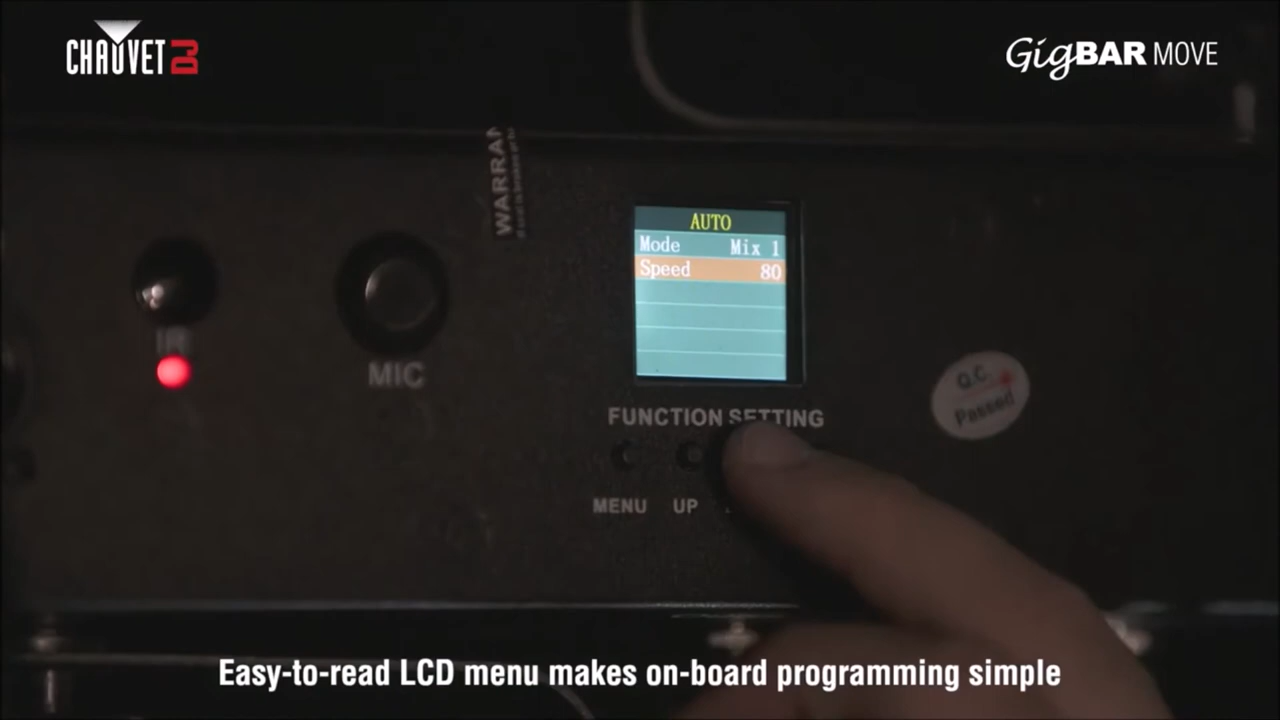 CHAUVET DJ
GigBAR MOVE
WARRAN
AUTO
Mode Mix 1
Speed 80
IR
MIC
FUNCTION SETTING
Q.C.
Passed
MENU UP
Easy-to-read LCD menu makes on-board programming simple